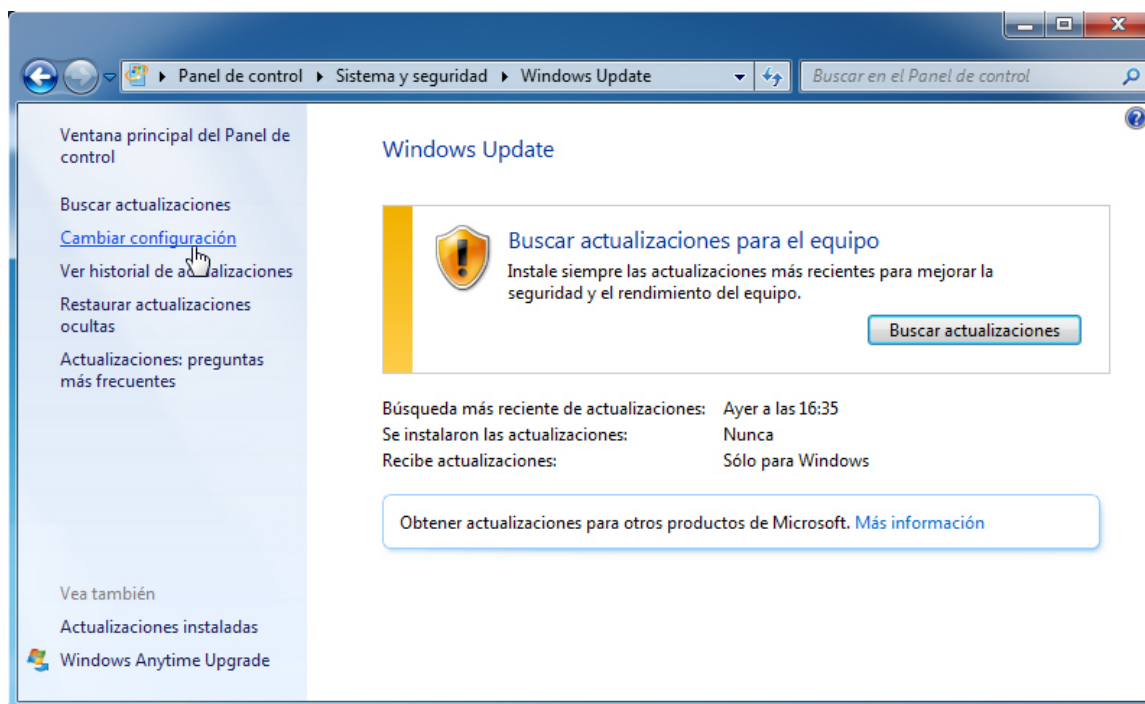 Panel de control ▸ Sistema y seguridad ▸ Windows Update
Buscar en el Panel de control
Ventana principal del Panel de
control
Buscar actualizaciones
Cambiar configuración
Ver historial de actualizaciones
Restaurar actualizaciones
ocultas
Actualizaciones: preguntas
más frecuentes
Vea también
Actualizaciones instaladas
Windows Anytime Upgrade
Windows Update
Buscar actualizaciones para el equipo
Instale siempre las actualizaciones más recientes para mejorar la
seguridad y el rendimiento del equipo.
Buscar actualizaciones
Búsqueda más reciente de actualizaciones: Ayer a las 16:35
Se instalaron las actualizaciones: Nunca
Recibe actualizaciones: Sólo para Windows
Obtener actualizaciones para otros productos de Microsoft. Más información